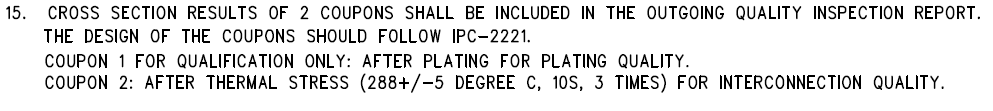 15. CROSS SECTION RESULTS OF 2 COUPONS SHALL BE INCLUDED IN THE OUTGOING QUALITY INSPECTION REPORT.
THE DESIGN OF THE COUPONS SHOULD FOLLOW IPC-2221.
COUPON 1 FOR QUALIFICATION ONLY: AFTER PLATING FOR PLATING QUALITY.
COUPON 2: AFTER THERMAL STRESS (288+/-5 DEGREE C, 10S, 3 TIMES) FOR INTERCONNECTION QUALITY.